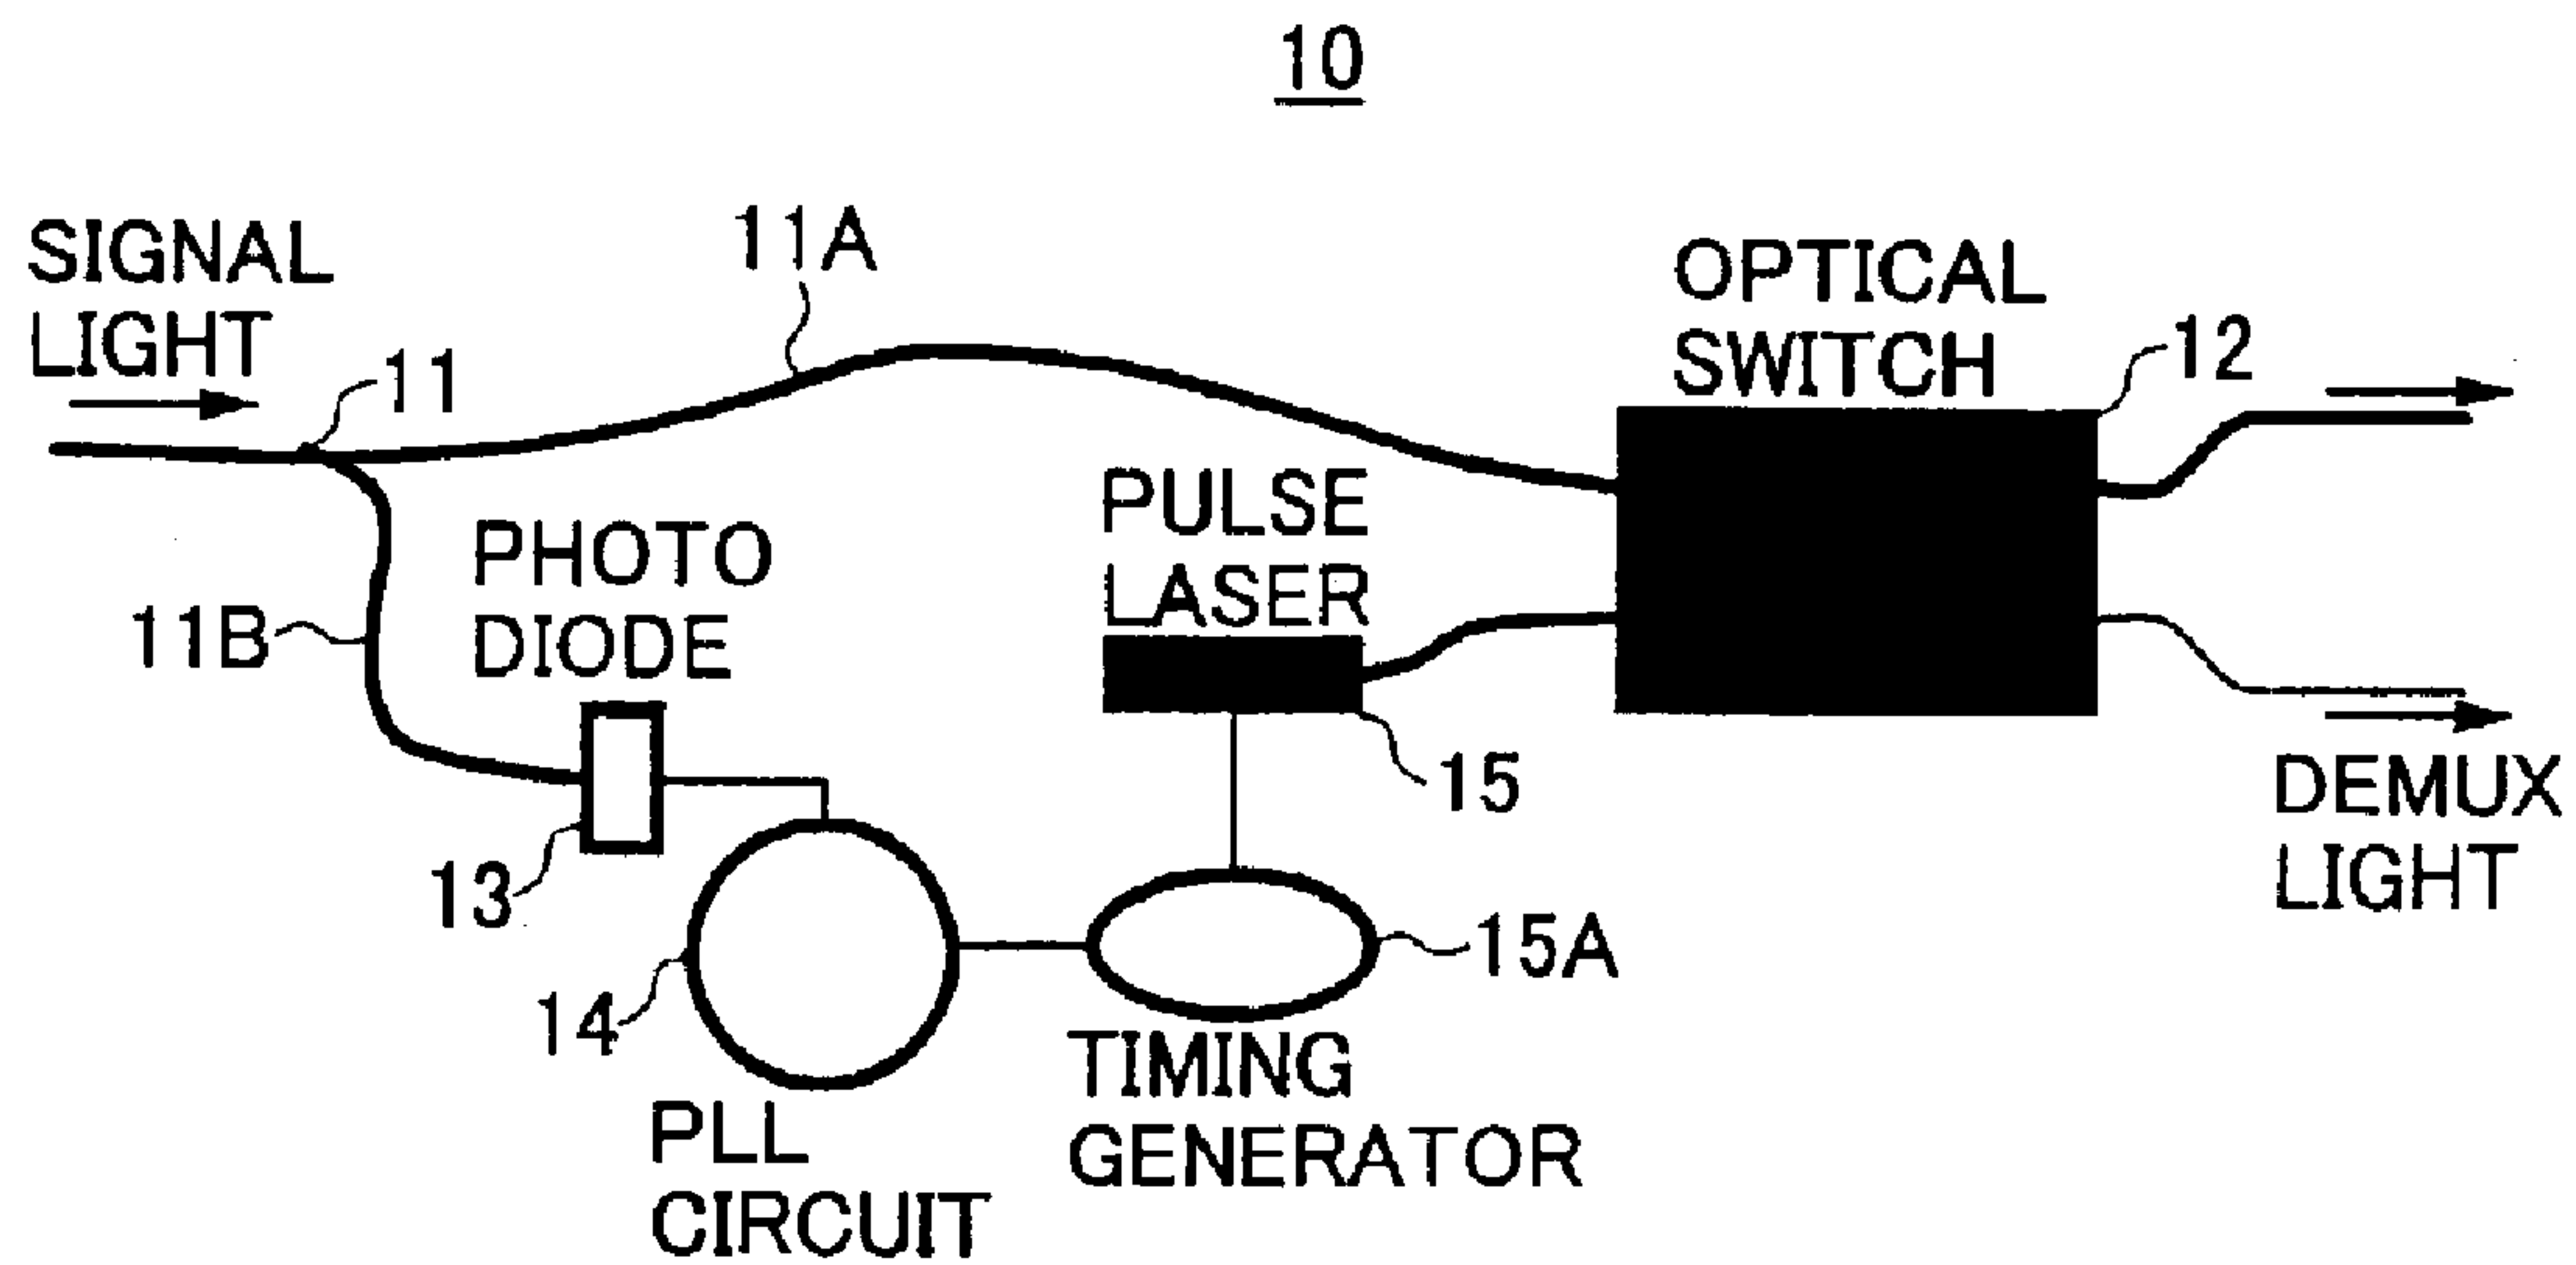 10
SIGNAL
LIGHT
11
11A
OPTICAL
SWITCH
12
PULSE
LASER
PHOTO
DIODE
11B
15
13
DEMUX
LIGHT
14
15A
TIMING
GENERATOR
PLL
CIRCUIT